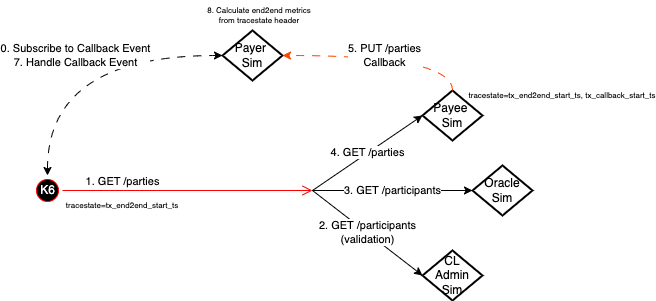 8. Calculate end2end metrics
from tracestate header
0. Subscribe to Callback Event
7. Handle Callback Event
Payer
Sim
5. PUT /parties
Callback
tracestate=tx_end2end_start_ts, tx_callback_start_ts
Payee
Sim
4. GET /parties
K6
1. GET /parties
tracestate=tx_end2end_start_ts
3. GET /participants
Oracle
Sim
2. GET /participants
(validation)
CL
Admin
Sim